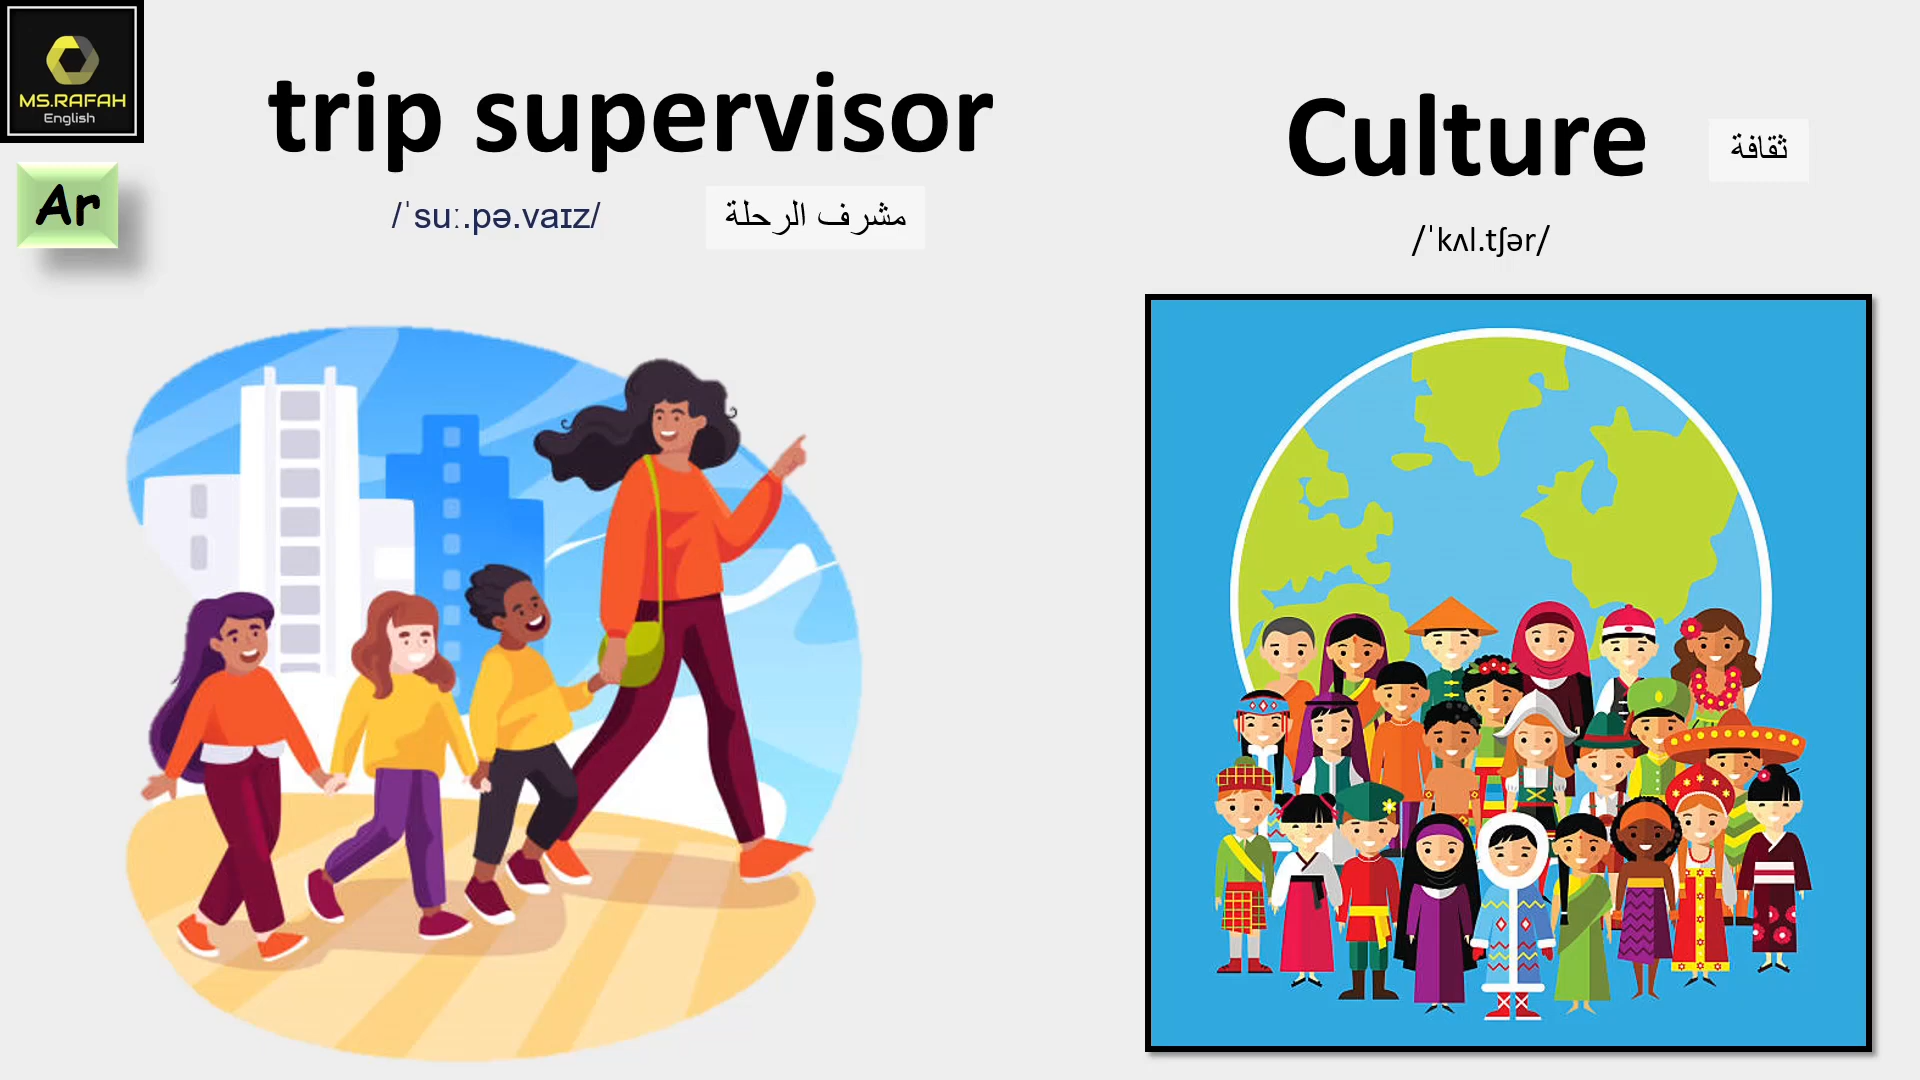 MS.RAFAH
English
Ar
trip supervisor
/ˈsuː.pə.vaɪz/
مشرف الرحلة
Culture
ثقافة
/ˈkʌl.tʃər/